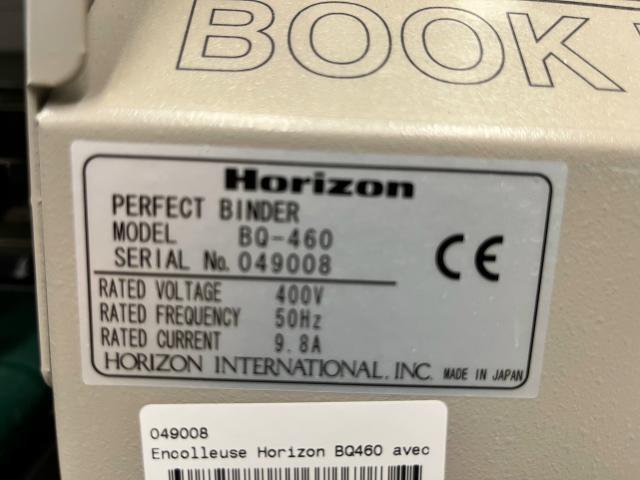 BOOK
Horizon
PERFECT BINDER
MODEL BQ-460
SERIAL No. 049008
CE
RATED VOLTAGE 400V
RATED FREQUENCY 50Hz
RATED CURRENT 9.8A
HORIZON INTERNATIONAL, INC. MADE IN JAPAN
049008
Encolleuse Horizon BQ460 avec